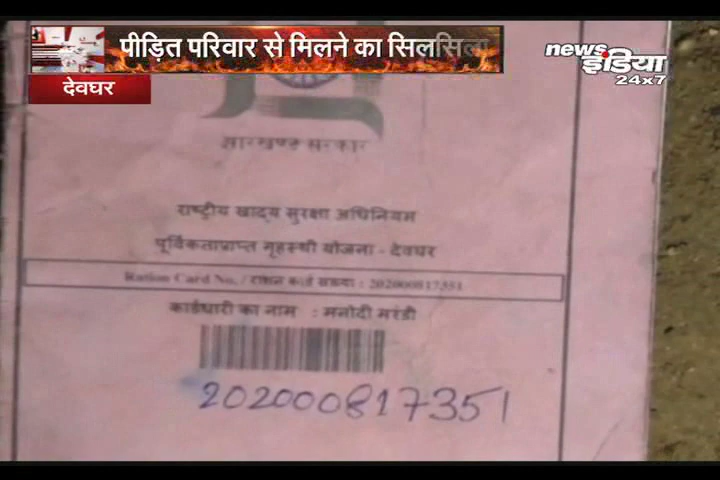 पीड़ित परिवार से मिलने का सिलसिला
news
इंडिया
24x7
देवघर
झारखण्ड सरकार
राष्ट्रीय खाद्य सुरक्षा अधिनियम
पूर्विकताप्राप्त गृहस्थी योजना - देवघर
Ration Card No. / राशन कार्ड संख्या : 202000817351
कार्डधारी का नाम : मनोदी मरंडी
202000817351